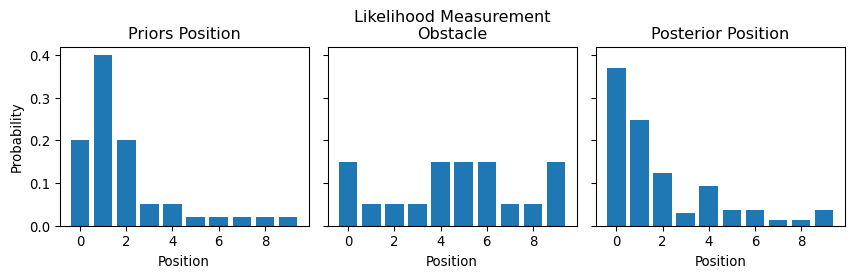 Priors Position
Likelihood Measurement
Obstacle
Posterior Position
Probability
0.4
0.3
0.2
0.1
0.0
0 2 4 6 8
0 2 4 6 8
0 2 4 6 8
Position
Position
Position